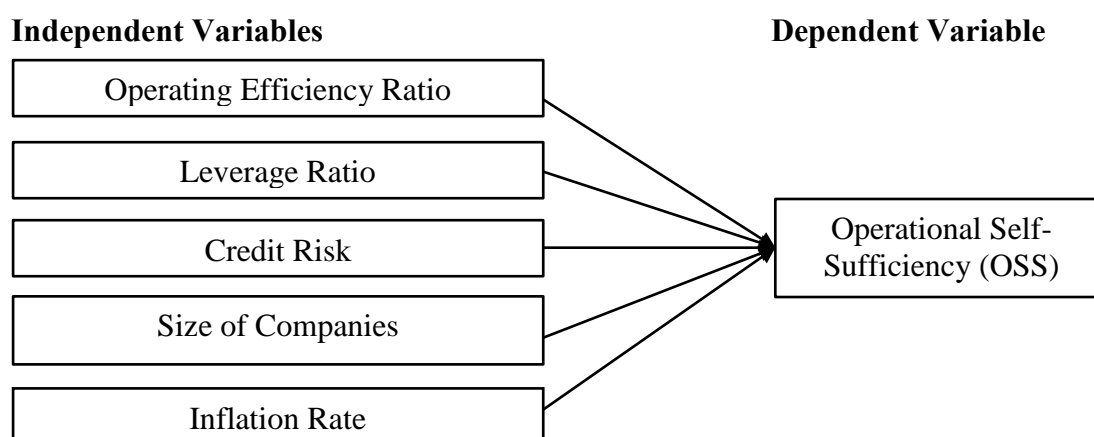 Independent Variables
Dependent Variable
Operating Efficiency Ratio
Leverage Ratio
Credit Risk
Size of Companies
Inflation Rate
Operational Self-
Sufficiency (OSS)